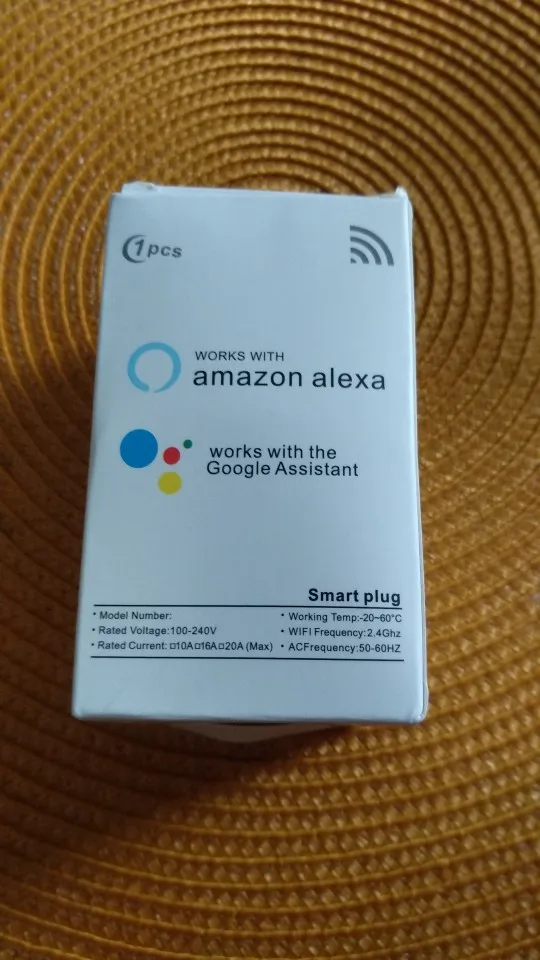 1pcs
WORKS WITH
amazon alexa
works with the
Google Assistant
Smart plug
• Model Number:
• Rated Voltage:100-240V
• Rated Current: □10A□16A□20A (Max)
• Working Temp:-20~60°C
• WIFI Frequency:2.4Ghz
• ACFrequency:50-60HZ